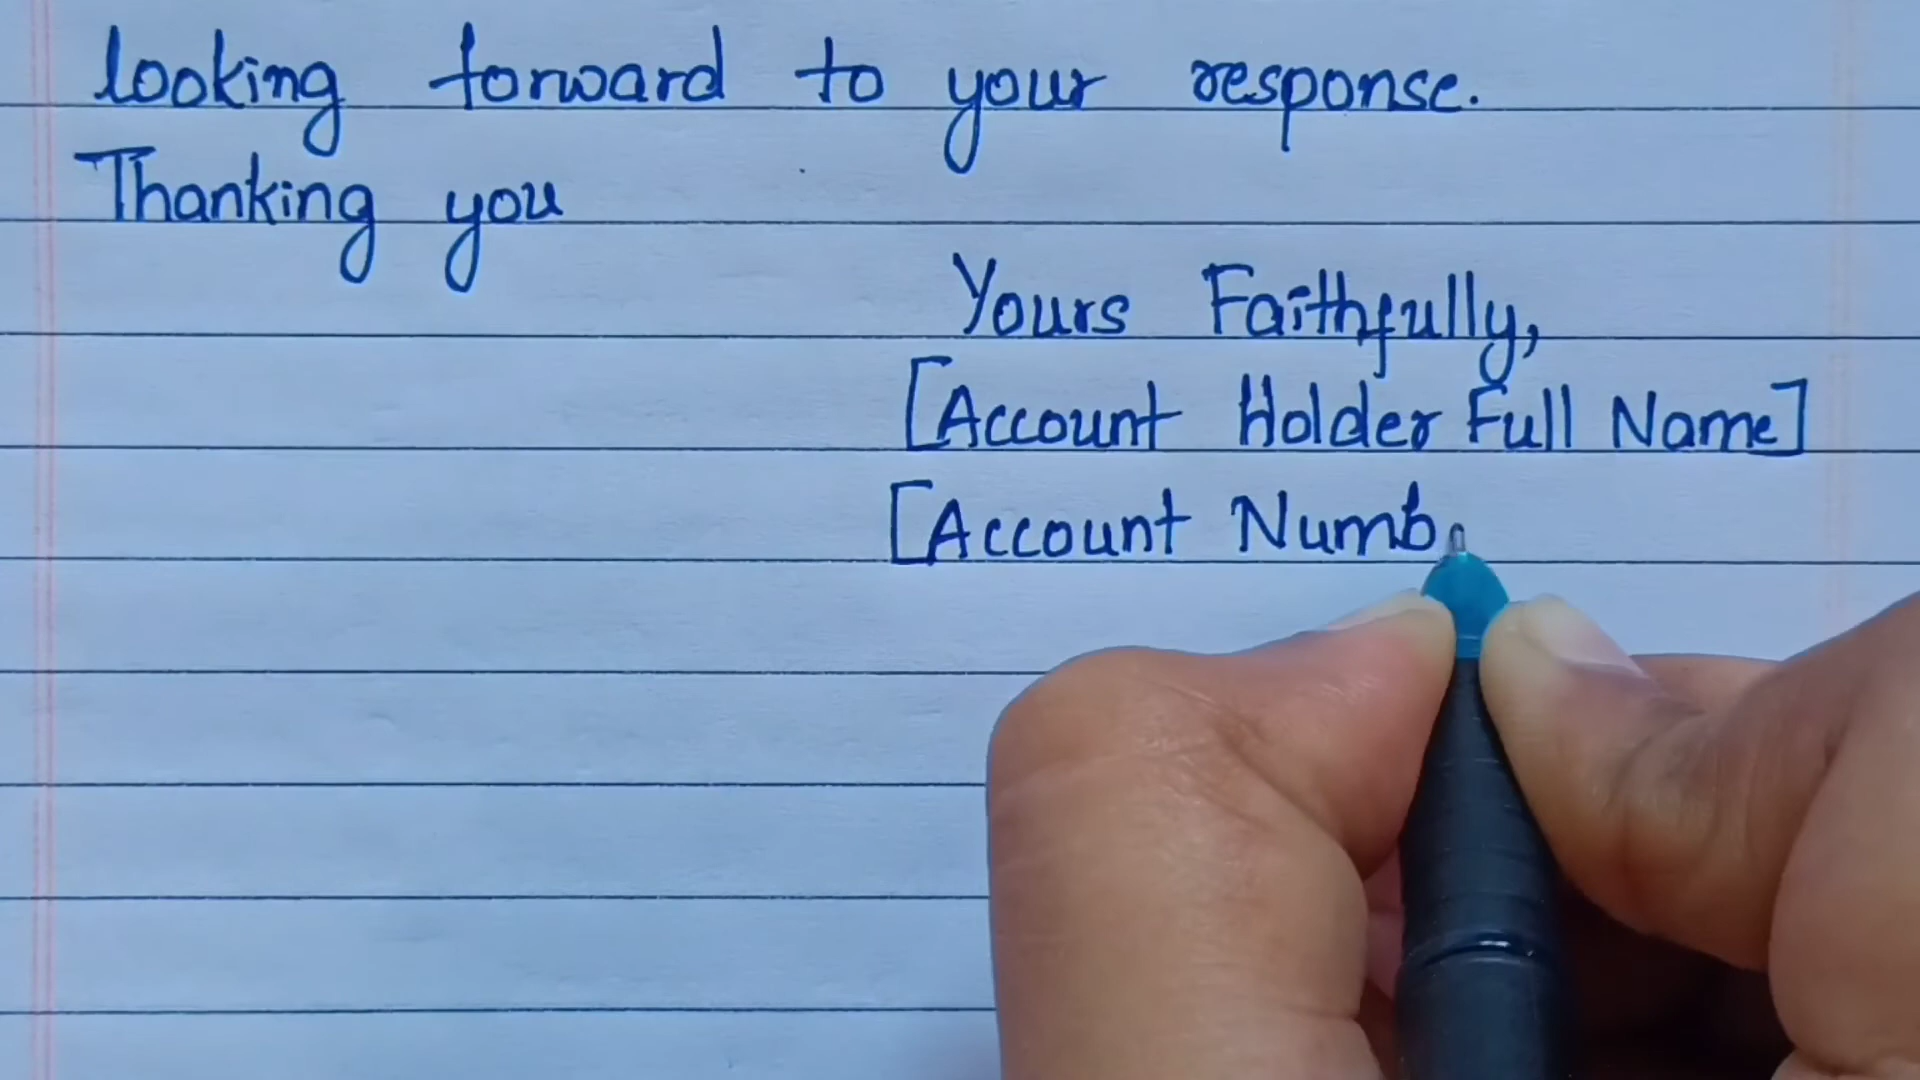 looking forward to your response.
Thanking you
Yours Faithfully,
[Account Holder Full Name]
[Account Numb